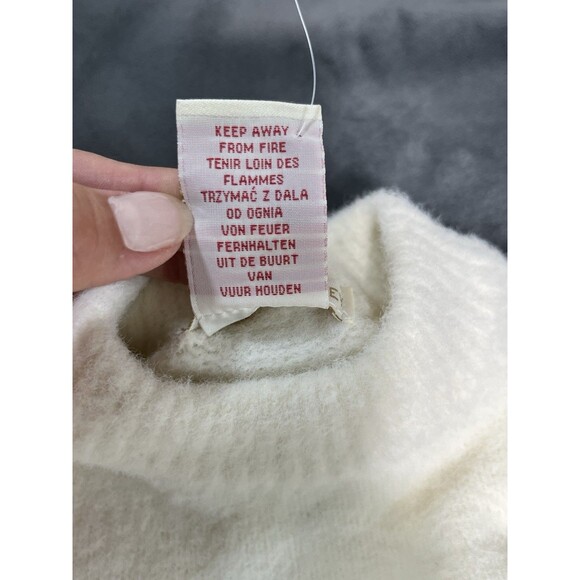 KEEP AWAY
FROM FIRE
TENIR LOIN DES
FLAMMES
TRZYMAĆ Z DALA
OD OGNIA
VON FEUER
FERNHALTEN
UIT DE BUURT
VAN
VUUR HOUDEN